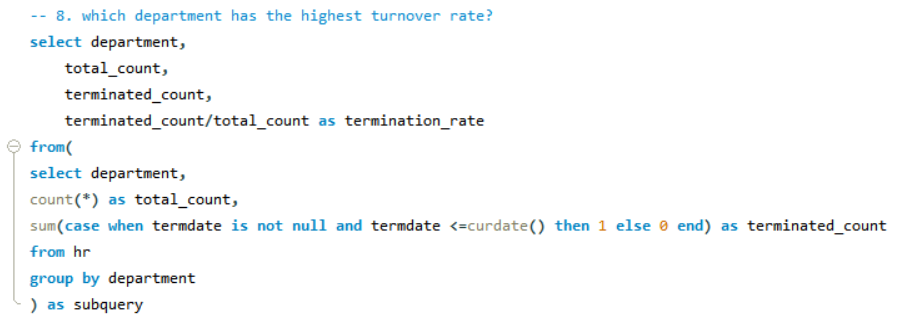 -- 8. which department has the highest turnover rate?
select department,
total_count,
terminated_count,
terminated_count/total_count as termination_rate
from(
select department,
count(*) as total_count,
sum(case when termdate is not null and termdate <=curdate() then 1 else 0 end) as terminated_count
from hr
group by department
) as subquery